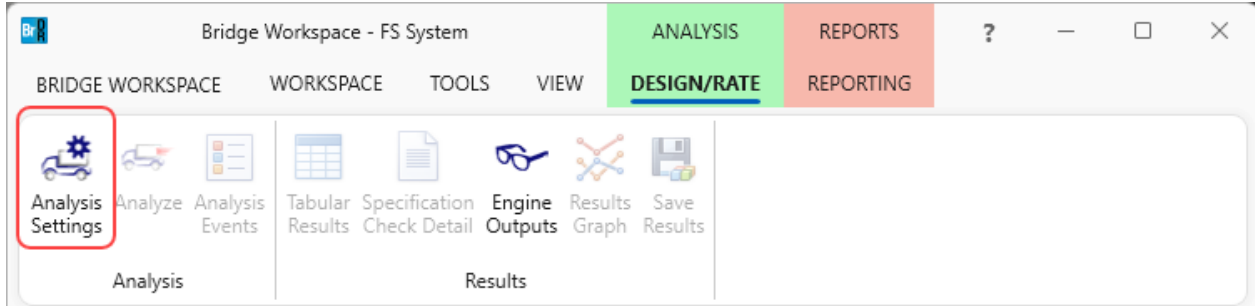 Br DR Bridge Workspace - FS System ANALYSIS REPORTS ?
BRIDGE WORKSPACE WORKSPACE TOOLS VIEW DESIGN/RATE REPORTING
Analysis Settings
Analyze
Analysis Events
Tabular Results
Specification Check Detail
Engine Outputs
Results Graph
Save Results
Analysis Results